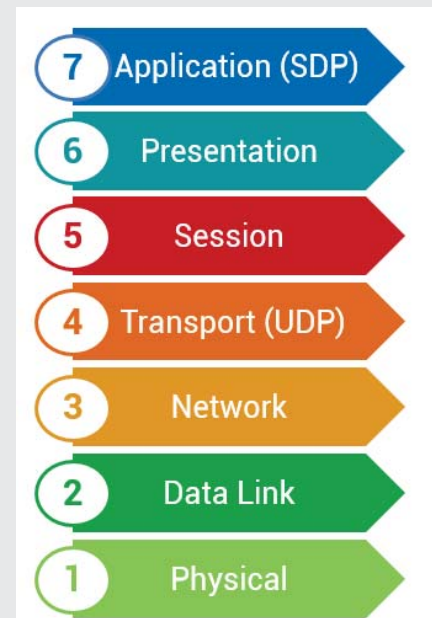 7 Application (SDP)
6 Presentation
5 Session
4 Transport (UDP)
3 Network
2 Data Link
1 Physical